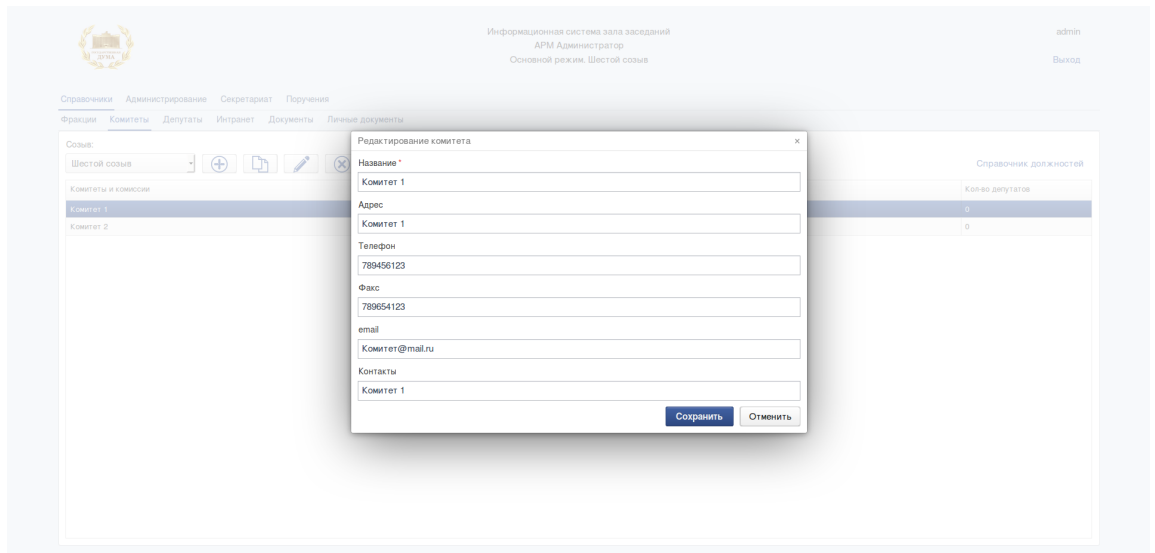 Информационная система зала заседаний
АРМ Администратор
Основной режим. Шестой созыв
admin
Выход
ДУМА
Справочники Администрирование Секретариат Поручения
Фракции Комитеты Депутаты Интранет Документы Личные документы
Созыв:
Шестой созыв
Справочник должностей
Комитеты и комиссии
Кол-во депутатов
Комитет 1
0
Комитет 2
0
Редактирование комитета ×
Название *
Комитет 1
Адрес
Комитет 1
Телефон
789456123
Факс
789654123
email
Комитет@mail.ru
Контакты
Комитет 1
Сохранить Отменить